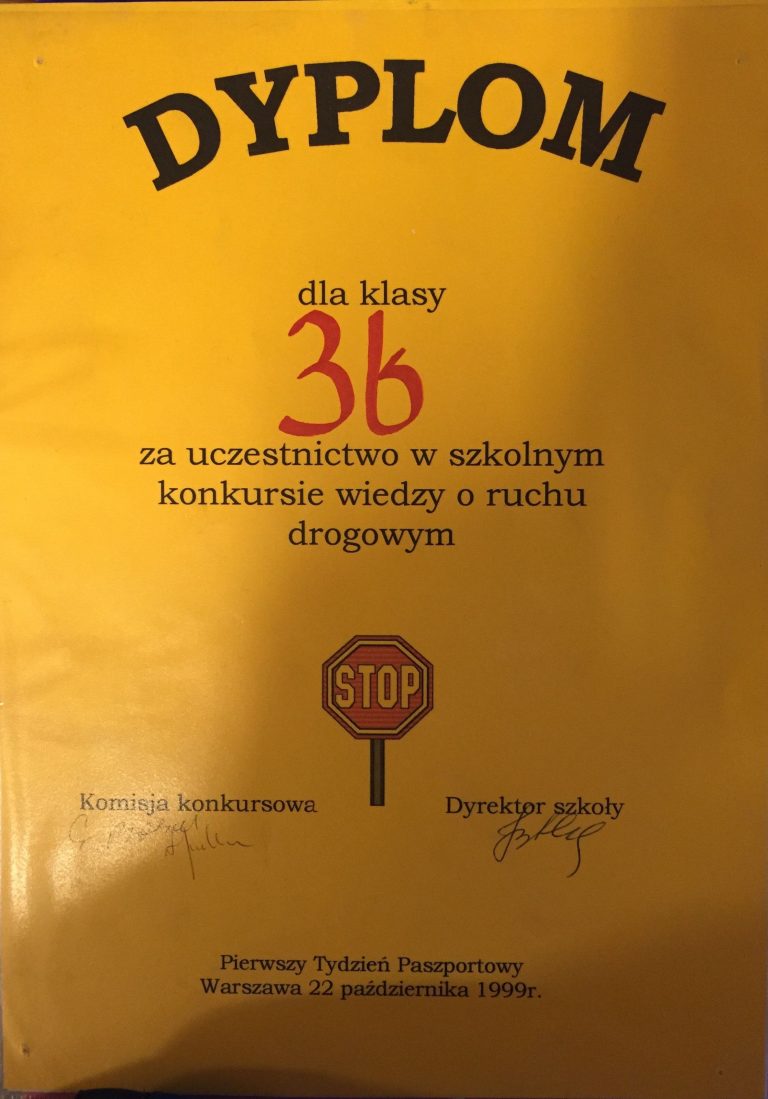 DYPLOM
dla klasy
3b
za uczestnictwo w szkolnym
konkursie wiedzy o ruchu
drogowym
STOP
Komisja konkursowa
Dyrektor szkoły
Pierwszy Tydzień Paszportowy
Warszawa 22 października 1999r.